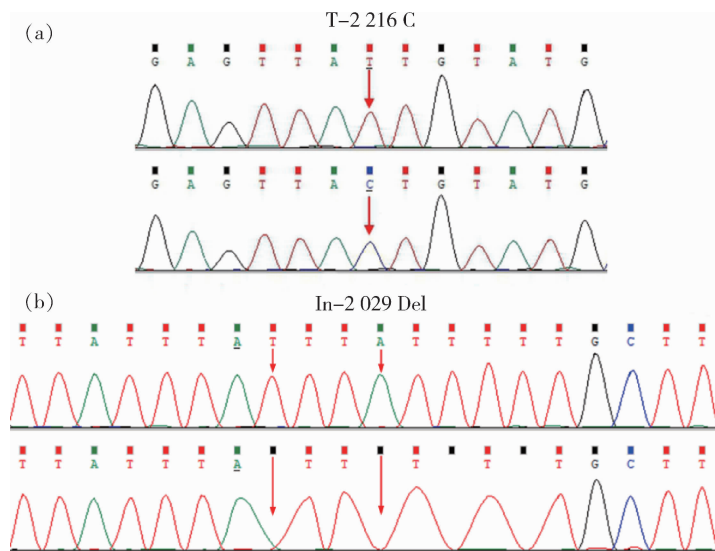 (a)
T-2 216 C
G A G T T A T T G T A T G
G A G T T A C T G T A T G
(b)
In-2 029 Del
T T A T T T A T T T A T T T T T G C T T
T T A T T T A T T T T T G C T T